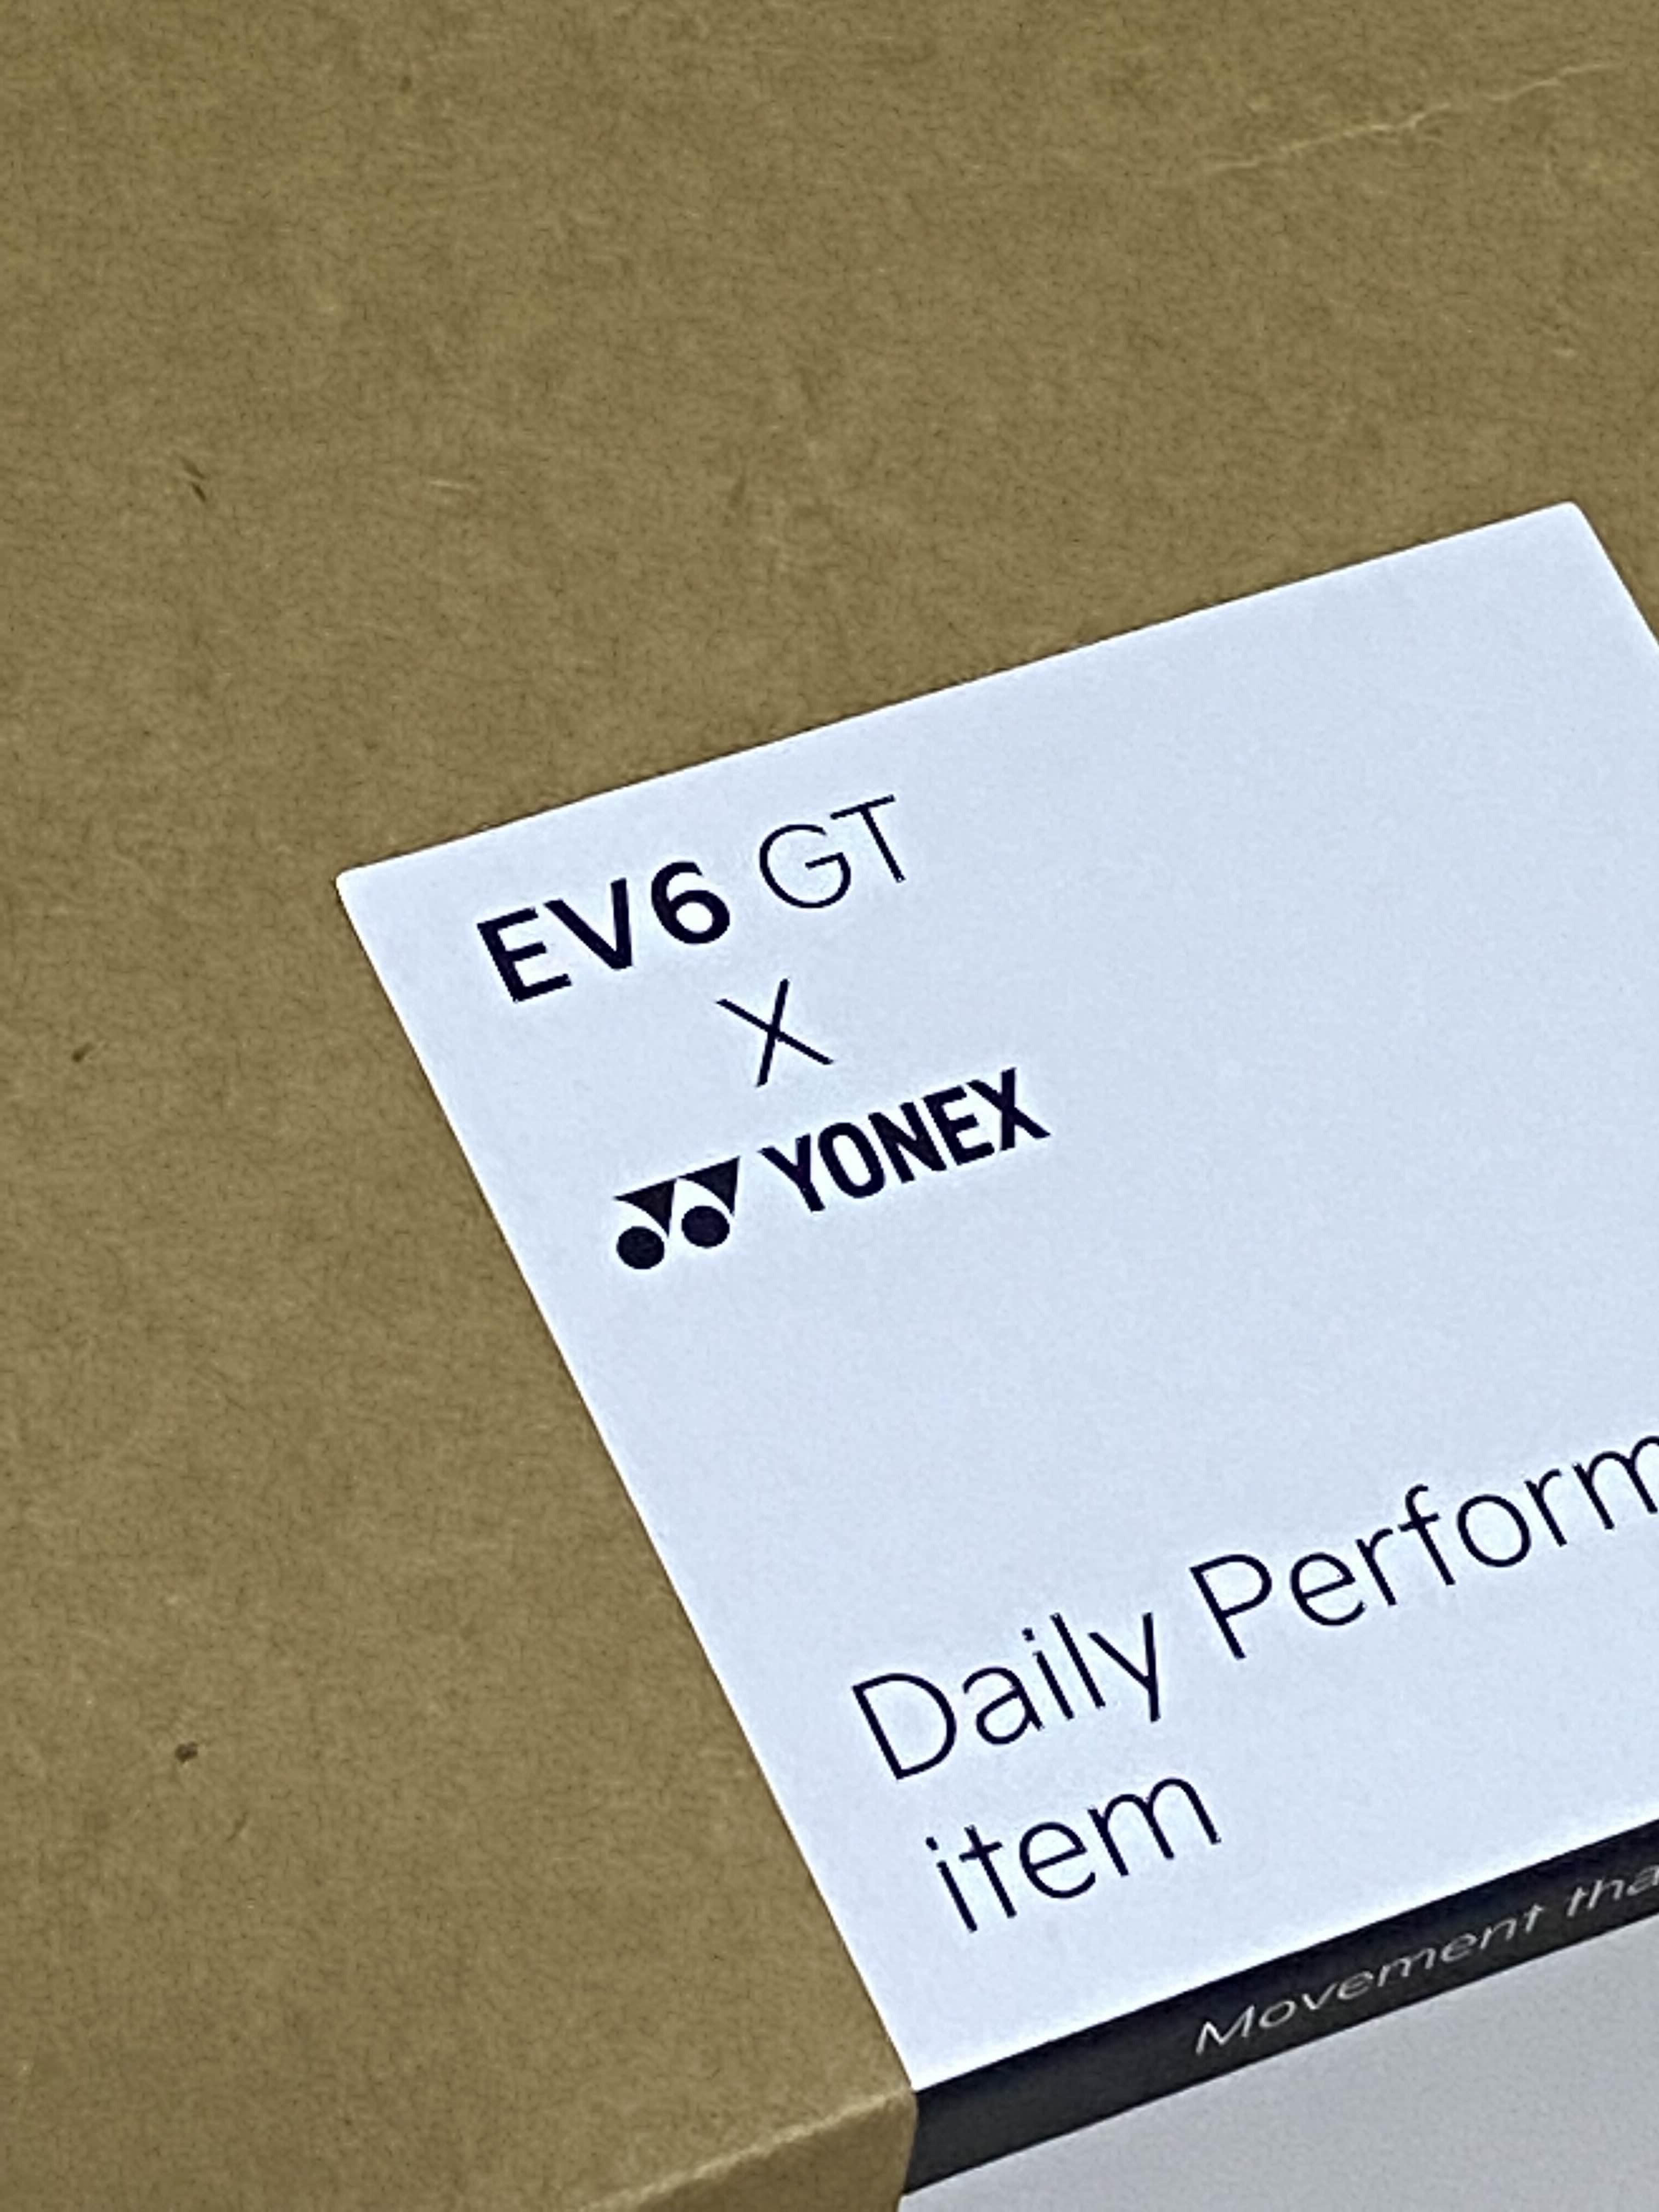 EV6 GT
X
YONEX
Daily Perform
item
Movement tha